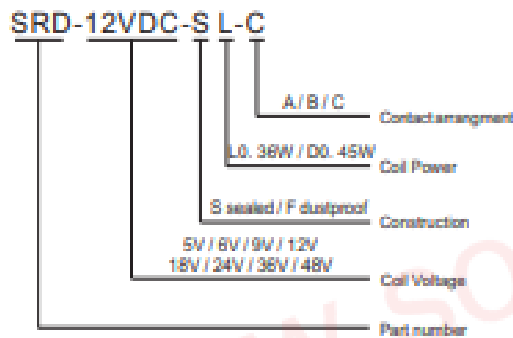 SRD-12VDC-S L-C
A / B / C
Contact arrangment
L0. 36W / D0. 45W
Coil Power
S sealed / F dustproof
Construction
5V / 6V / 9V / 12V
18V / 24V / 36V / 48V
Coil Voltage
Part number